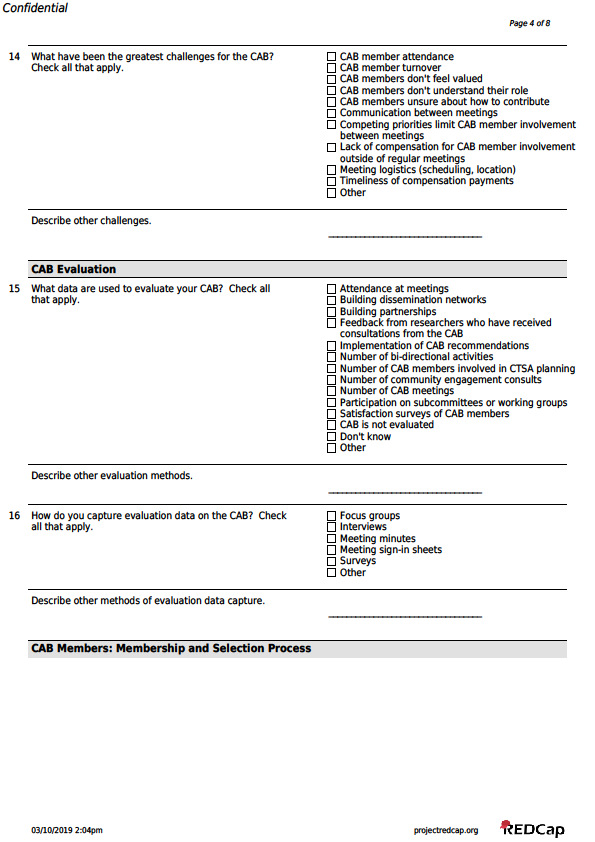 Confidential
Page 4 of 8
14 What have been the greatest challenges for the CAB?
Check all that apply.
CAB member attendance
CAB member turnover
CAB members don't feel valued
CAB members don't understand their role
CAB members unsure about how to contribute
Communication between meetings
Competing priorities limit CAB member involvement
between meetings
Lack of compensation for CAB member involvement
outside of regular meetings
Meeting logistics (scheduling, location)
Timeliness of compensation payments
Other
Describe other challenges.
CAB Evaluation
15 What data are used to evaluate your CAB? Check all
that apply.
Attendance at meetings
Building dissemination networks
Building partnerships
Feedback from researchers who have received
consultations from the CAB
Implementation of CAB recommendations
Number of bi-directional activities
Number of CAB members involved in CTSA planning
Number of community engagement consults
Number of CAB meetings
Participation on subcommittees or working groups
Satisfaction surveys of CAB members
CAB is not evaluated
Don't know
Other
Describe other evaluation methods.
16 How do you capture evaluation data on the CAB? Check
all that apply.
Focus groups
Interviews
Meeting minutes
Meeting sign-in sheets
Surveys
Other
Describe other methods of evaluation data capture.
CAB Members: Membership and Selection Process
03/10/2019 2:04pm
projectredcap.org
REDCap